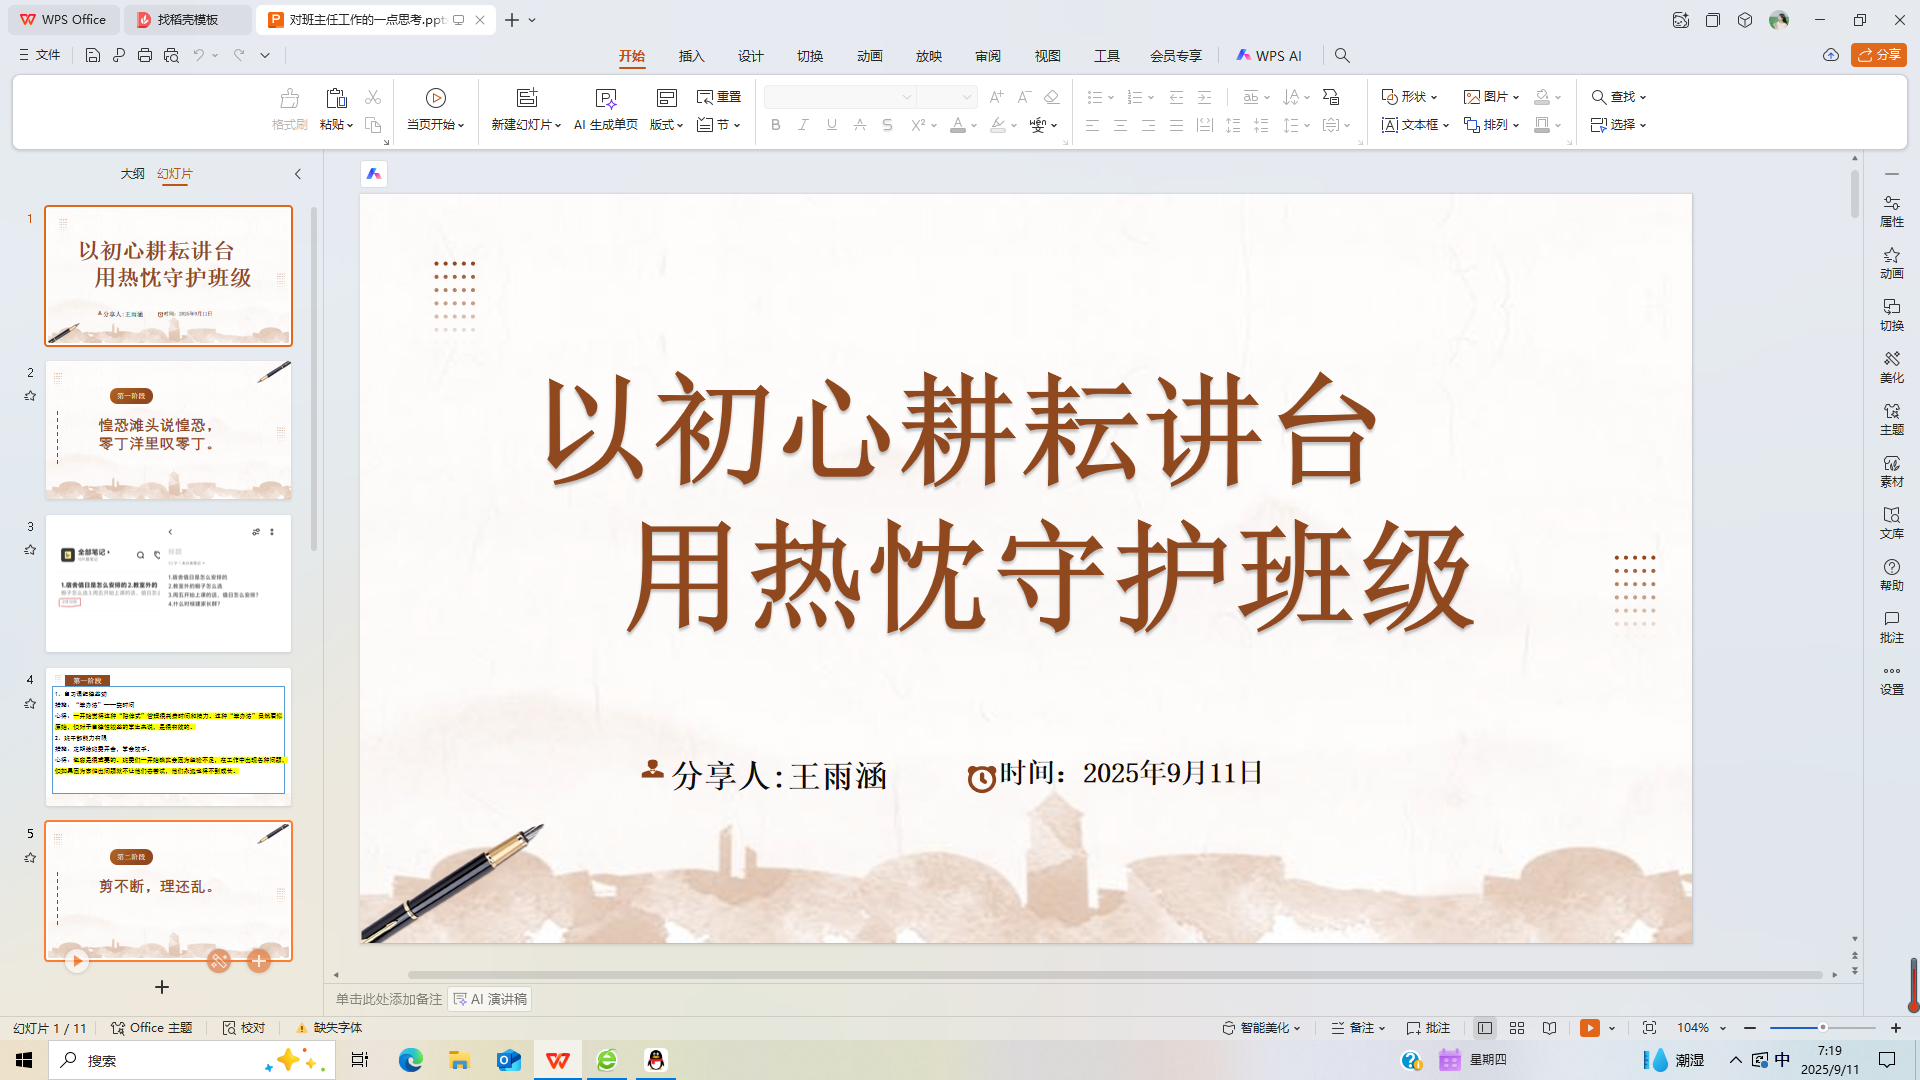 WPS Office
找稻壳模板
对班主任工作的一点思考.ppt
文件
开始
插入
设计
切换
动画
放映
审阅
视图
工具
会员专享
WPS AI
分享
格式刷
粘贴
当页开始
新建幻灯片
AI 生成单页
版式
重置
节
形状
图片
查找
文本框
排列
选择
大纲
幻灯片
1
以初心耕耘讲台
用热忱守护班级
分享人:王雨涵
时间：2025年9月11日
2
第一阶段
惶恐滩头说惶恐，
零丁洋里叹零丁。
3
全部笔记
标题
1.宿舍值日是怎么安排的2.教室外的
1.宿舍值日是怎么安排的
2.教室外的柜子怎么选
3.周五开始上课的话，值日怎么安排?
4.什么时候建家长群?
4
第一阶段
5
第二阶段
剪不断，理还乱。
以初心耕耘讲台
用热忱守护班级
分享人:王雨涵
时间：2025年9月11日
属性
动画
切换
美化
主题
素材
文库
帮助
批注
设置
单击此处添加备注
AI 演讲稿
幻灯片 1 / 11
Office 主题
校对
缺失字体
智能美化
备注
批注
104%
搜索
星期四
潮湿
中
7:19
2025/9/11